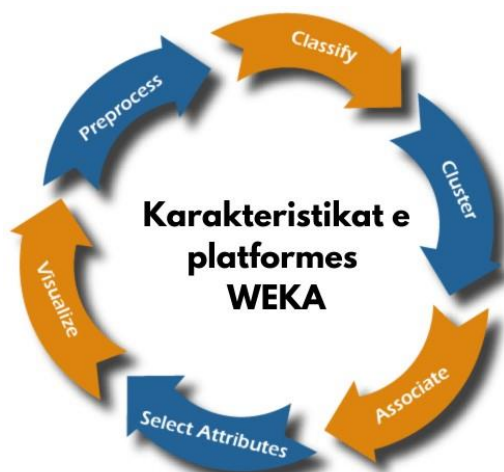 Preprocess
Classify
Cluster
Associate
Select Attributes
Visualize
Karakteristikat e
platformes
WEKA